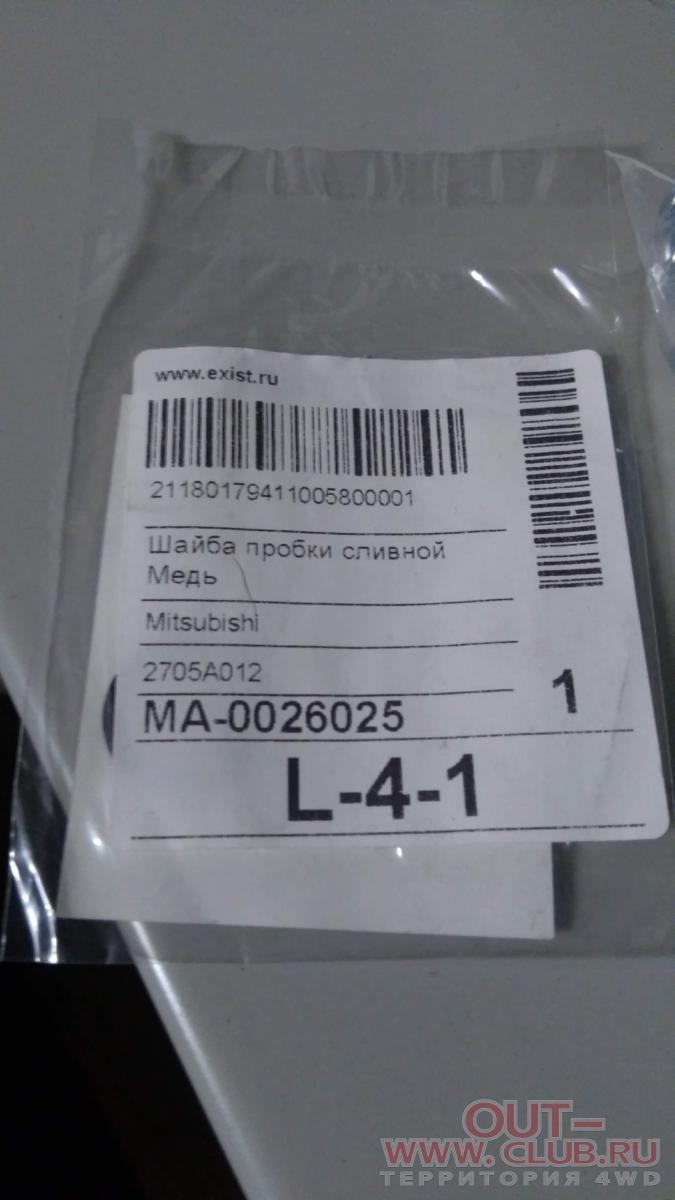 www.exist.ru
21180179411005800001
Шайба пробки сливной
Медь
Mitsubishi
2705A012
1
MA-0026025
L-4-1
OUT-
WWW.CLUB.RU
ТЕРРИТОРИЯ 4WD